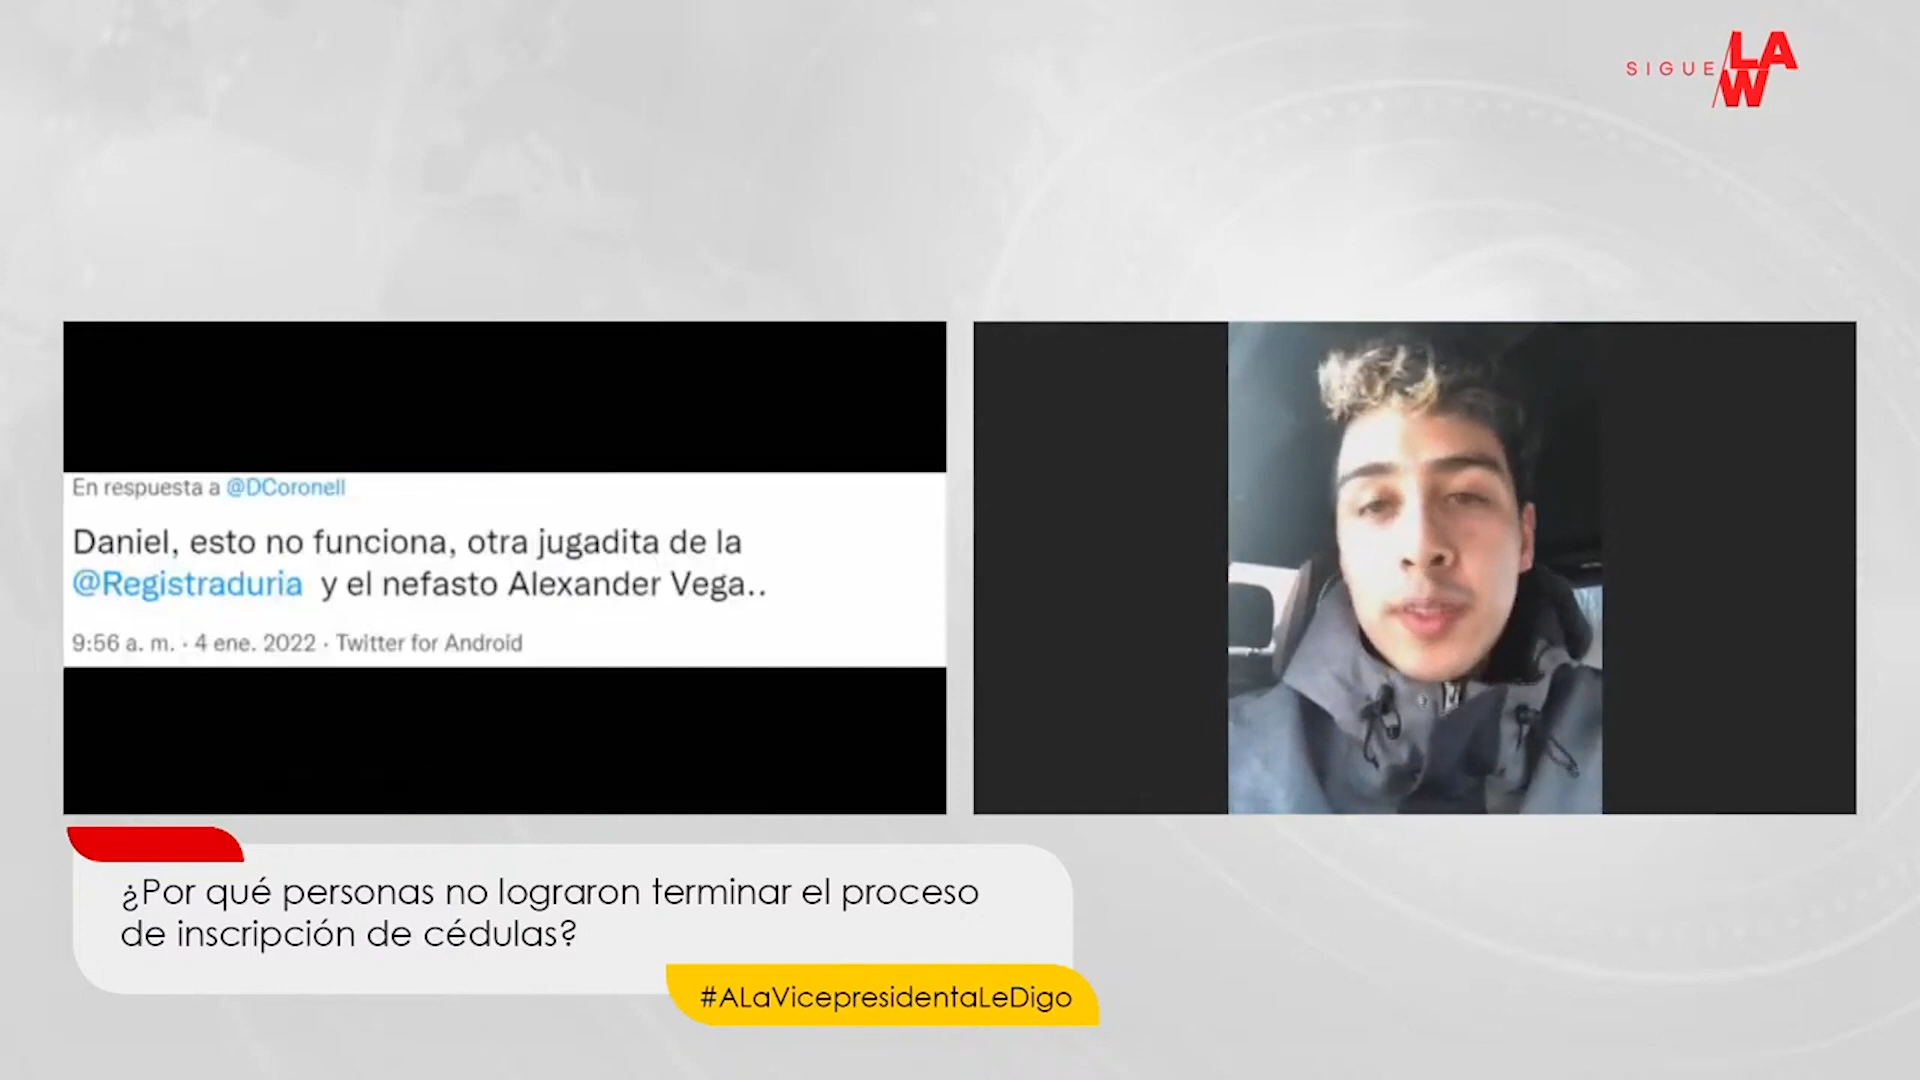 SIGUE LA W
En respuesta a @DCoronell
Daniel, esto no funciona, otra jugadita de la
@Registraduria y el nefasto Alexander Vega..
9:56 a. m. · 4 ene. 2022 · Twitter for Android
¿Por qué personas no lograron terminar el proceso
de inscripción de cédulas?
#ALaVicepresidentaLeDigo